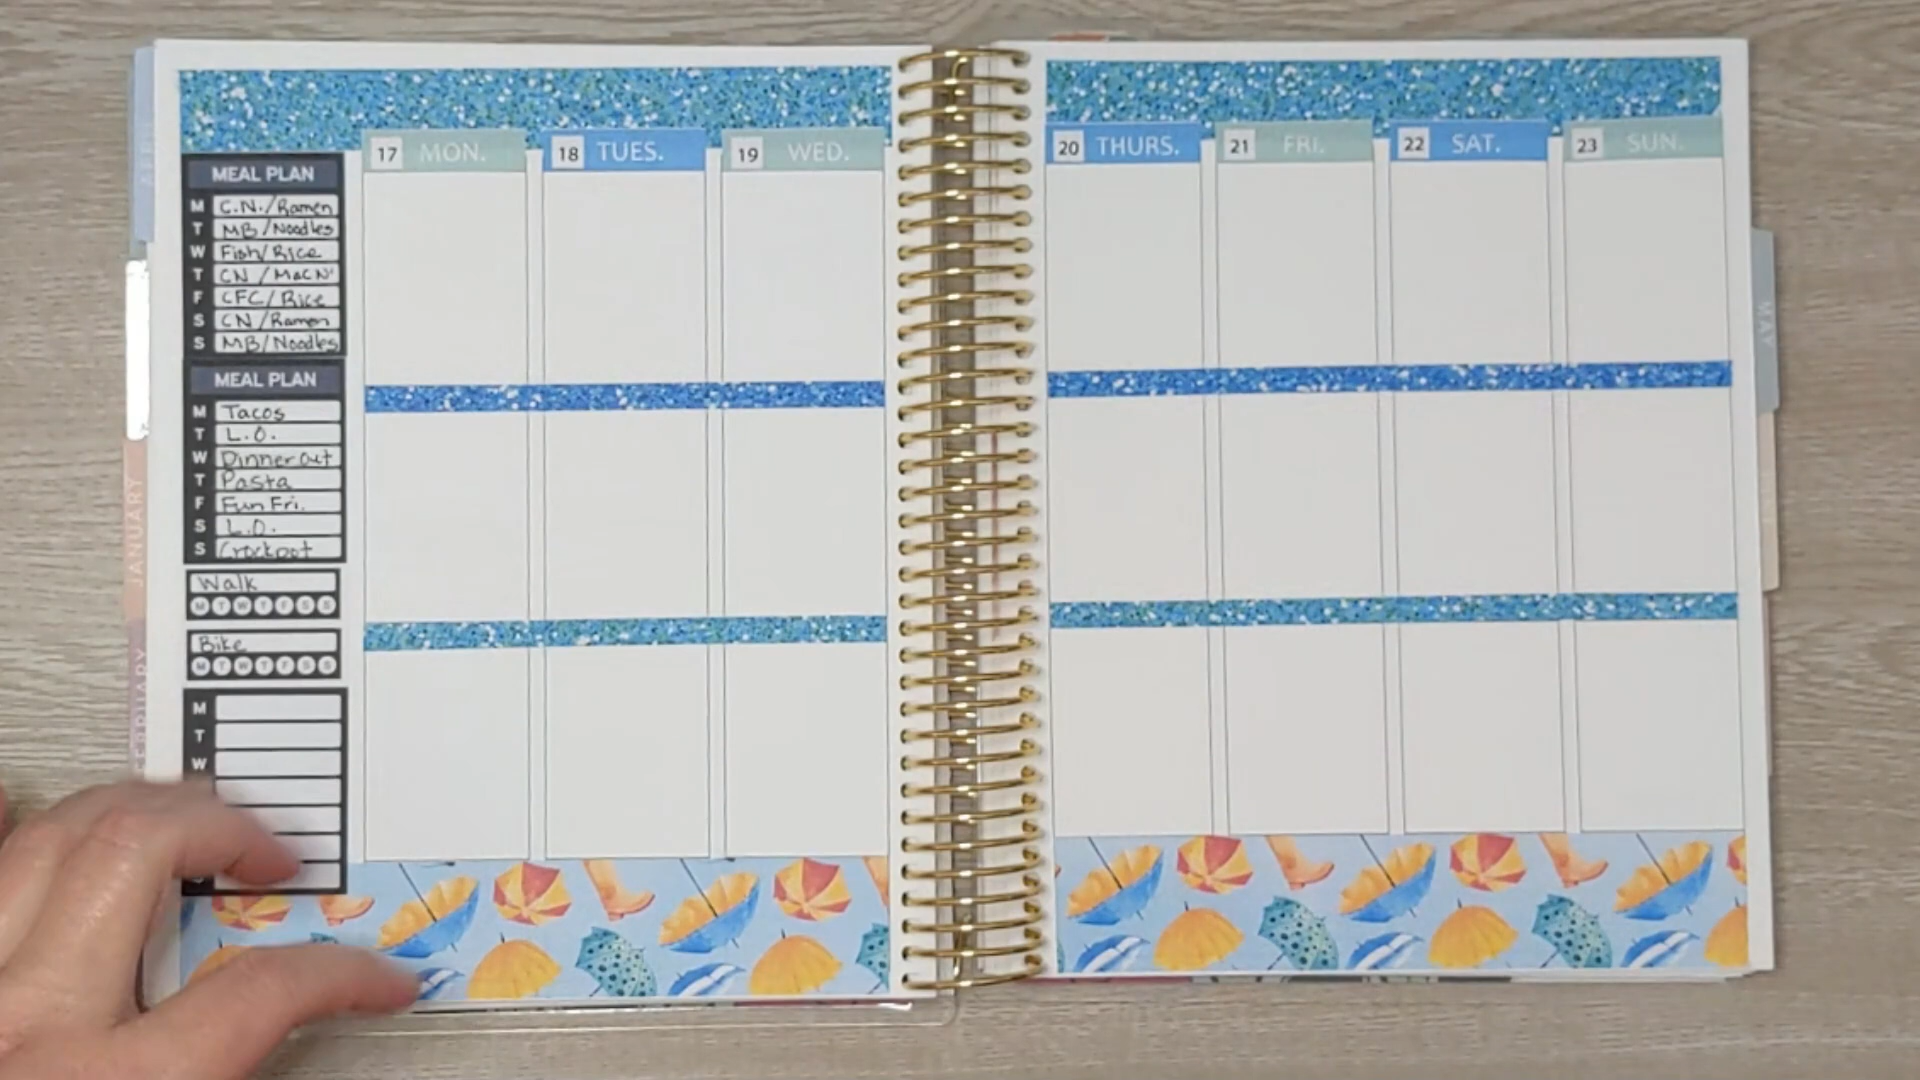 17 MON. 18 TUES. 19 WED. 20 THURS. 21 FRI. 22 SAT. 23 SUN.
MEAL PLAN
M C.N./Ramen
T MB/Noodles
W Fish/Rice
T CN/MacN'
F CFC/Rice
S CN/Ramen
S MB/Noodles
MEAL PLAN
M Tacos
T L.O.
W Dinner out
T Pasta
F Fun Fri.
S L.O.
S Crockpot
Walk
M T W T F S S
Bike
M T W T F S S
M
T
W
JANUARY
FEBRUARY
MAY